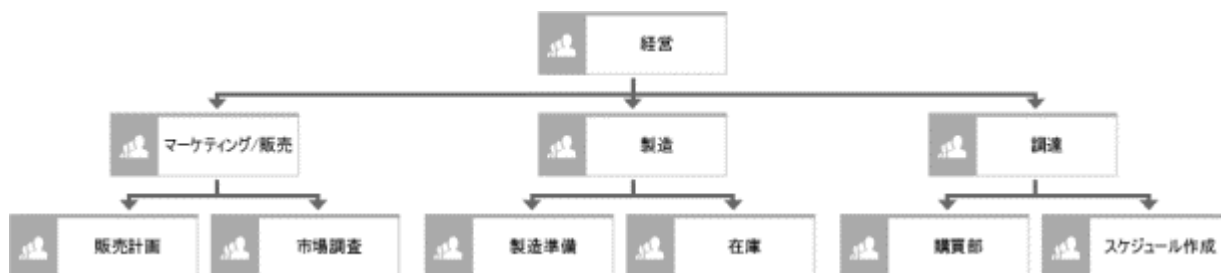 経営
マーケティング/販売
製造
調達
販売計画
市場調査
製造準備
在庫
購買部
スケジュール作成